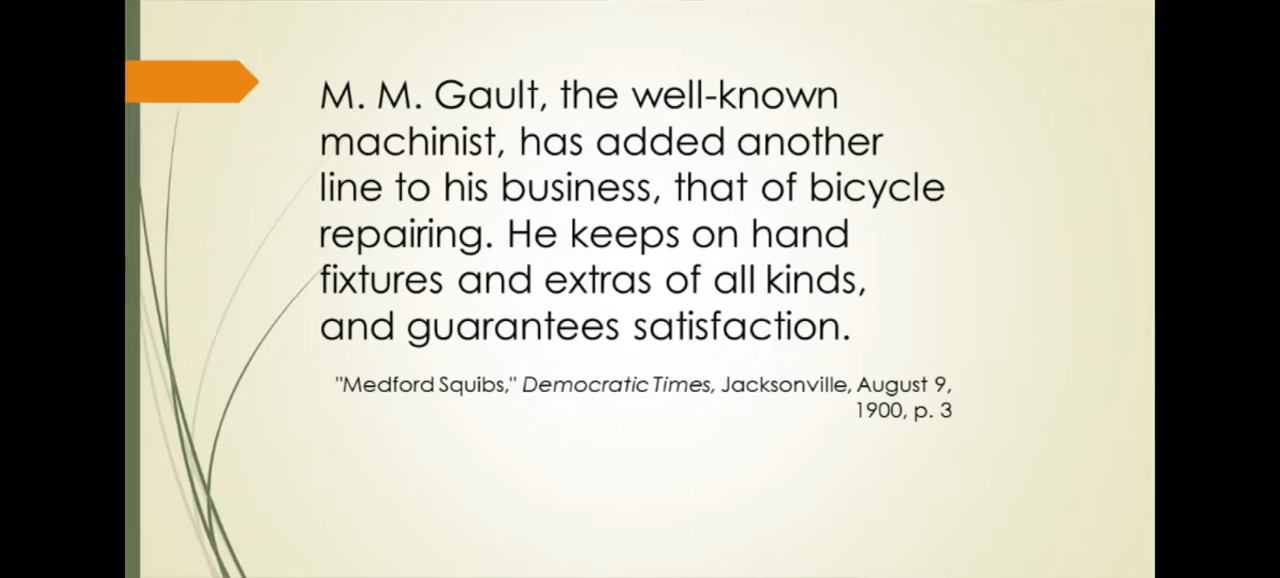 M. M. Gault, the well-known
machinist, has added another
line to his business, that of bicycle
repairing. He keeps on hand
fixtures and extras of all kinds,
and guarantees satisfaction.
"Medford Squibs," Democratic Times, Jacksonville, August 9,
1900, p. 3